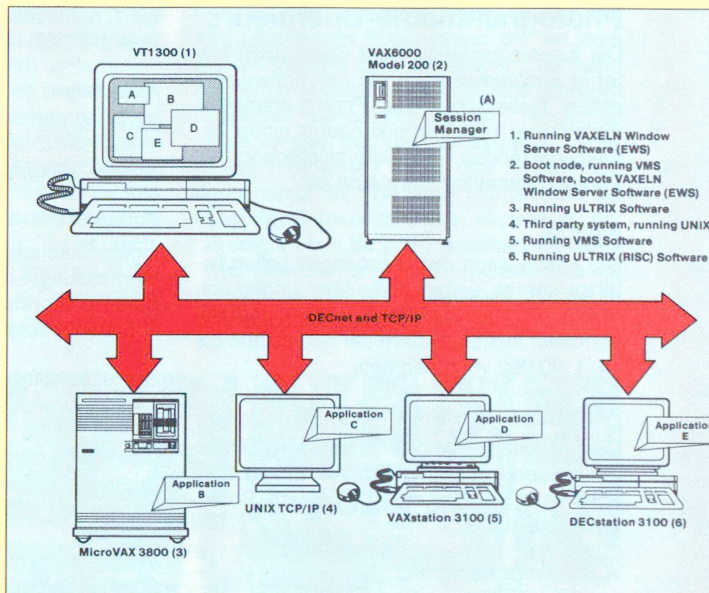 VT1300 (1)
A
B
C
D
E
VAX6000
Model 200 (2)
(A)
Session
Manager
1. Running VAXELN Window
Server Software (EWS)
2. Boot node, running VMS
Software, boots VAXELN
Window Server Software (EWS)
3. Running ULTRIX Software
4. Third party system, running UNIX
5. Running VMS Software
6. Running ULTRIX (RISC) Software
DECnet and TCP/IP
Application
B
MicroVAX 3800 (3)
Application
C
UNIX TCP/IP (4)
Application
D
VAXstation 3100 (5)
Application
E
DECstation 3100 (6)